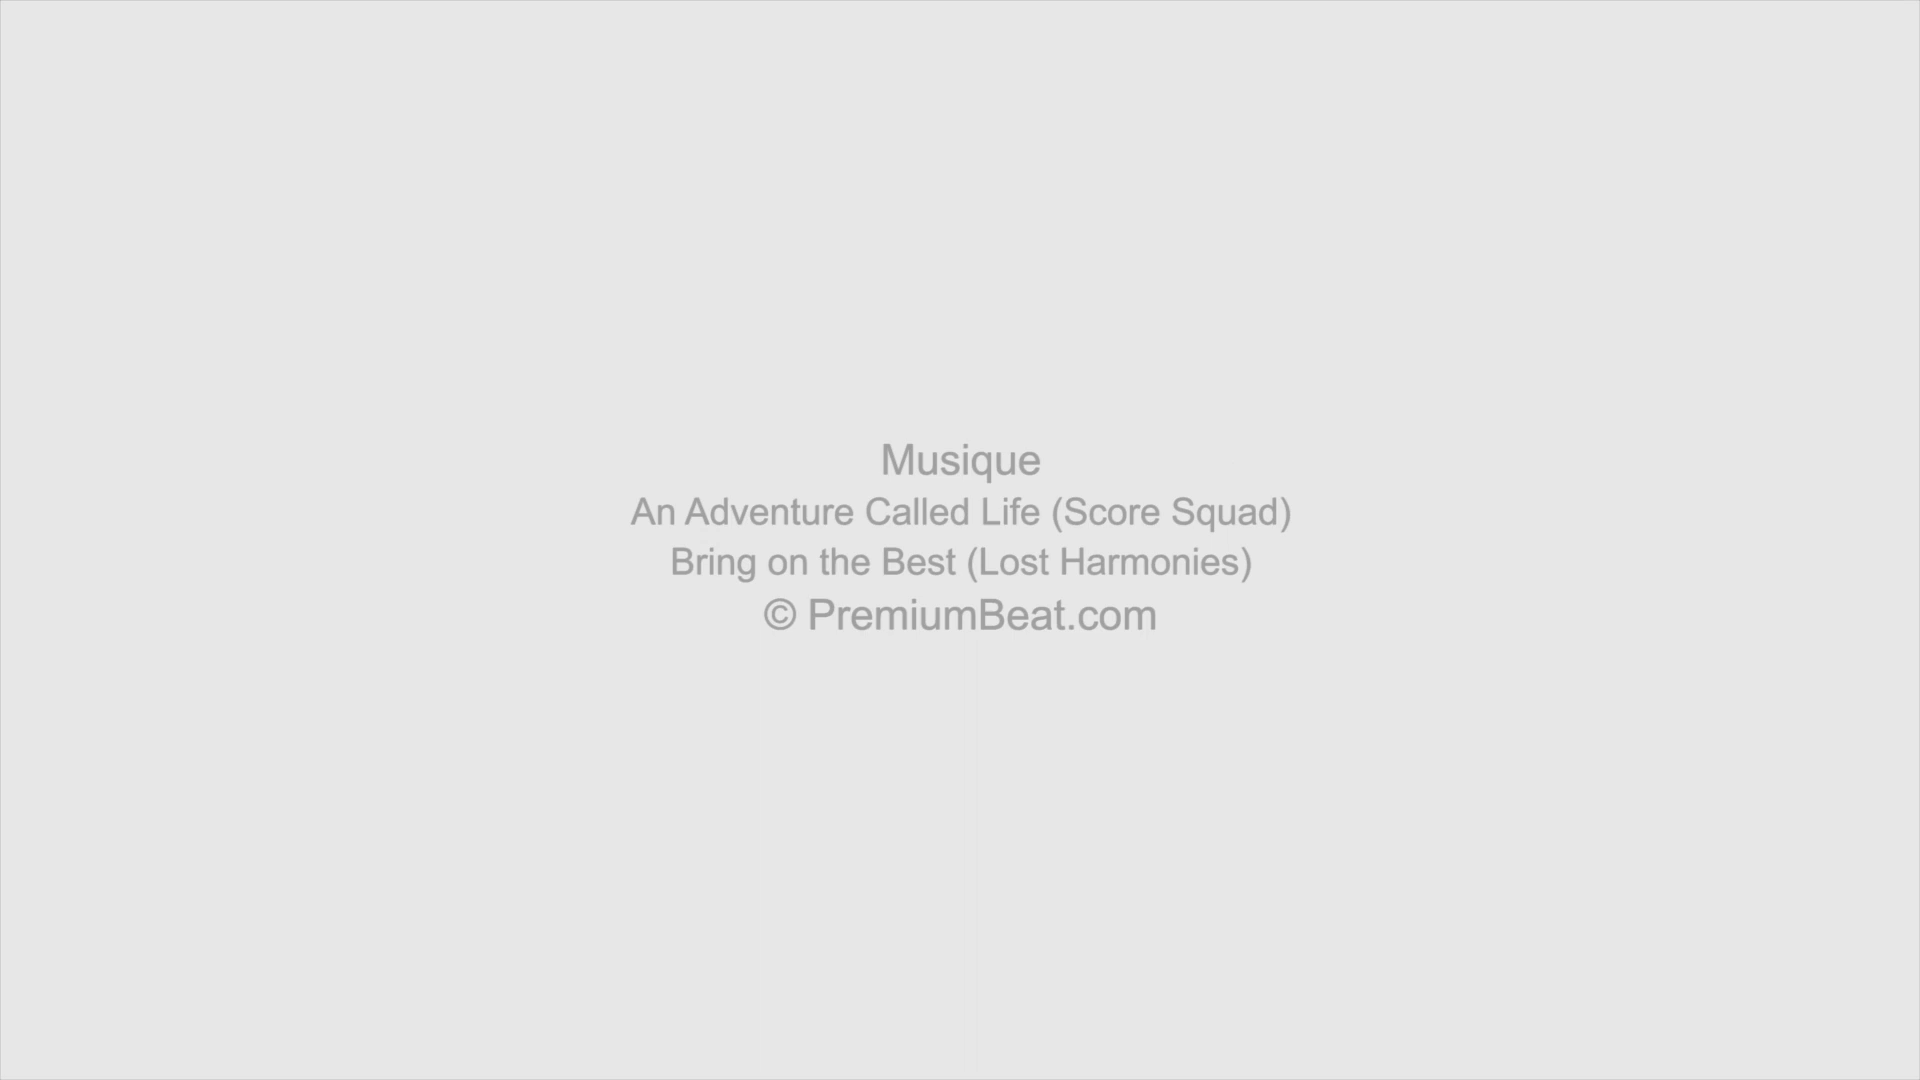 Musique
An Adventure Called Life (Score Squad)
Bring on the Best (Lost Harmonies)
© PremiumBeat.com